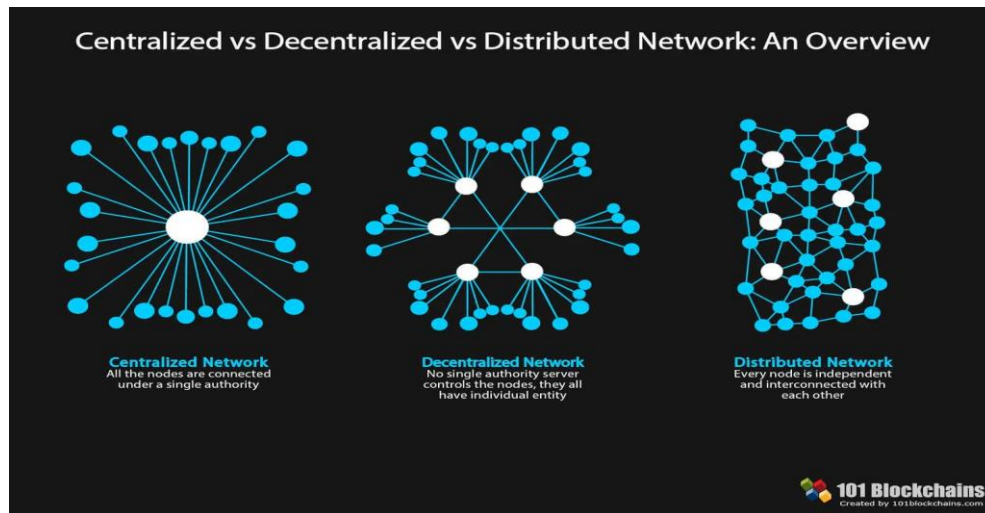 Centralized vs Decentralized vs Distributed Network: An Overview
Centralized Network
All the nodes are connected
under a single authority
Decentralized Network
No single authority server
controls the nodes, they all
have individual entity
Distributed Network
Every node is independent
and interconnected with
each other
101 Blockchains
Created by 101blockchains.com